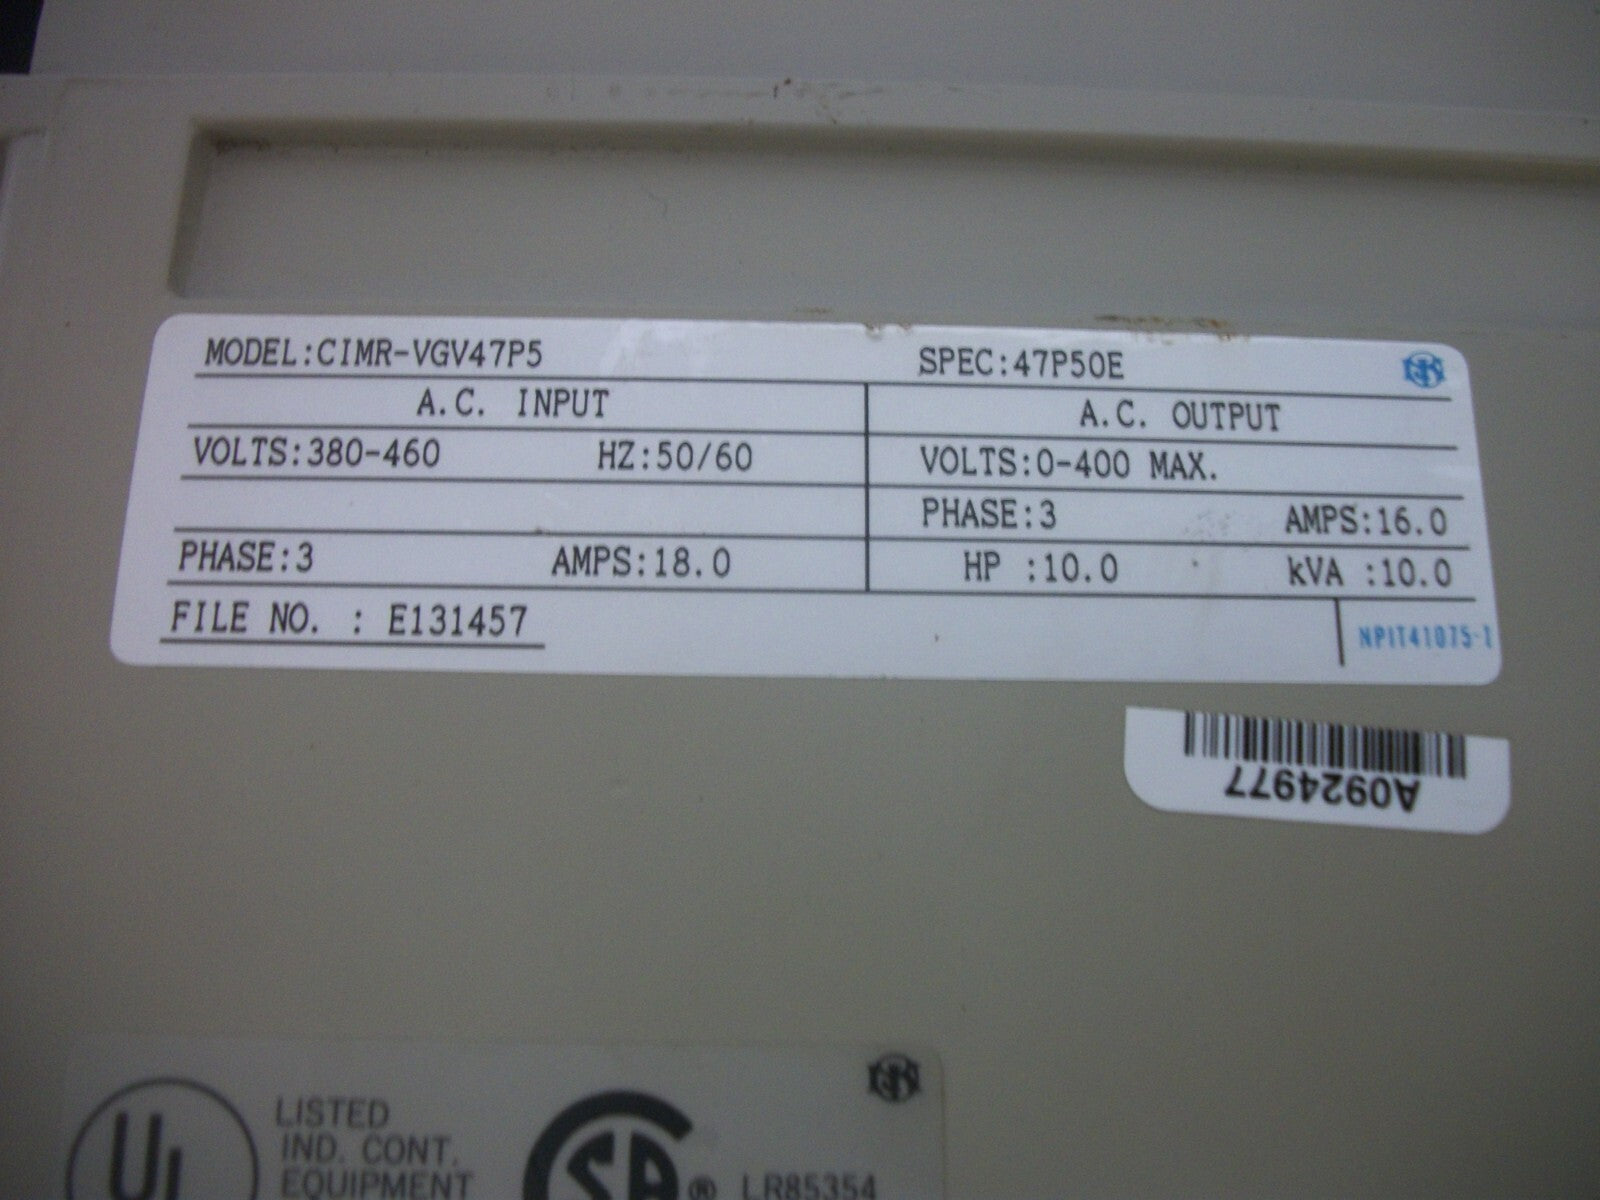 MODEL:CIMR-VGV47P5 SPEC:47P50E
A.C. INPUT A.C. OUTPUT
VOLTS:380-460 HZ:50/60 VOLTS:0-400 MAX.
PHASE:3 AMPS:16.0
PHASE:3 AMPS:18.0 HP :10.0 kVA :10.0
FILE NO. : E131457
NPIT41075-1
A0924977
UL LISTED
IND. CONT.
EQUIPMENT
SA® LR85354